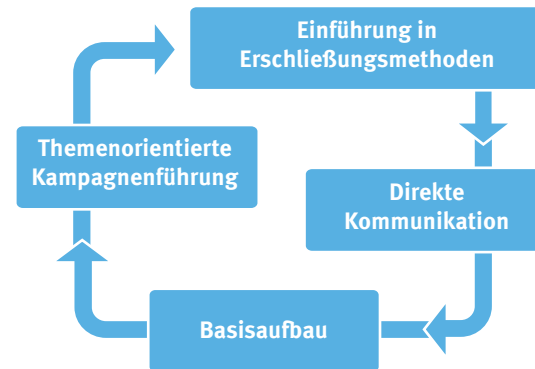 Einführung in
Erschließungsmethoden
Themenorientierte
Kampagnenführung
Direkte
Kommunikation
Basisaufbau